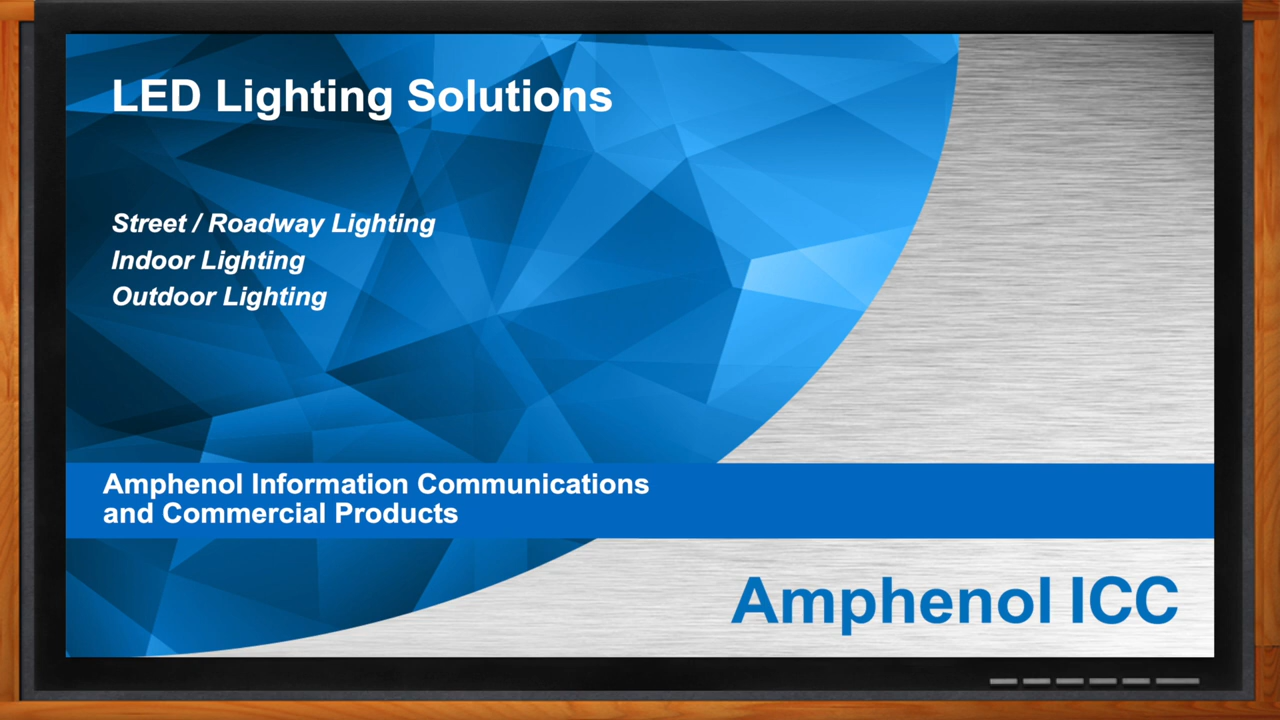 LED Lighting Solutions
Street / Roadway Lighting
Indoor Lighting
Outdoor Lighting
Amphenol Information Communications
and Commercial Products
Amphenol ICC